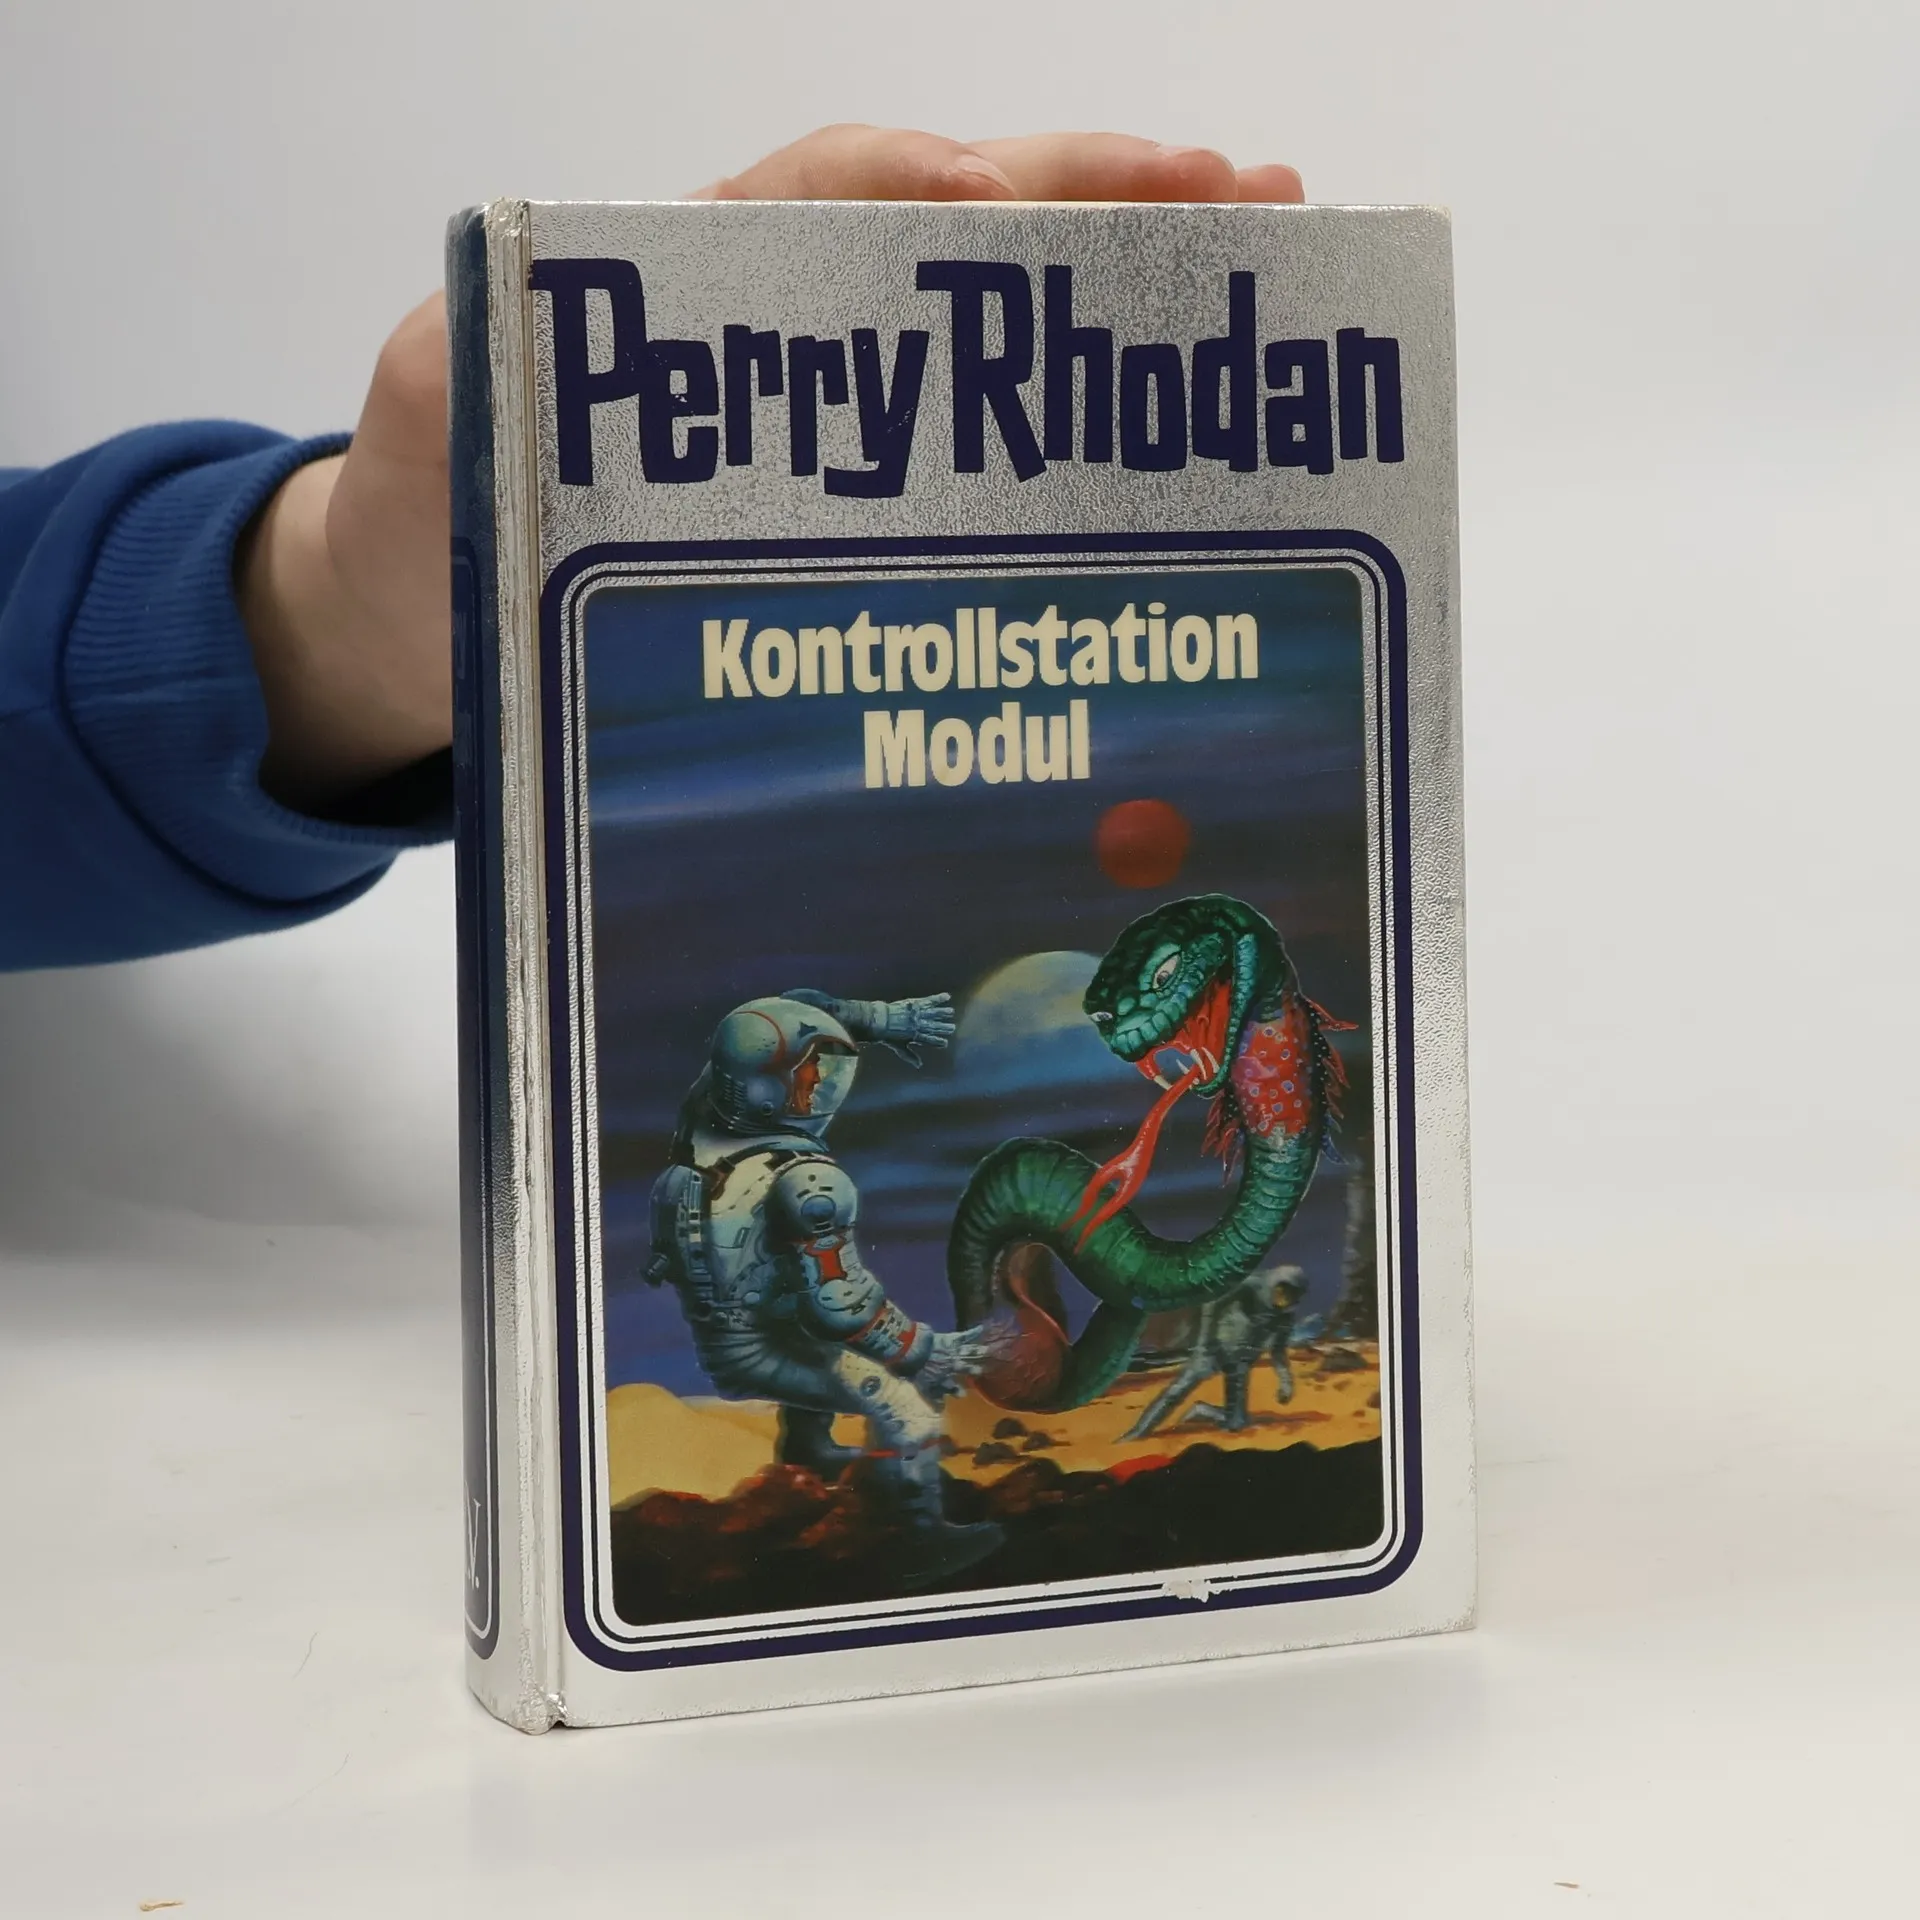 Perry Rhodan
Kontrollstation
Modul